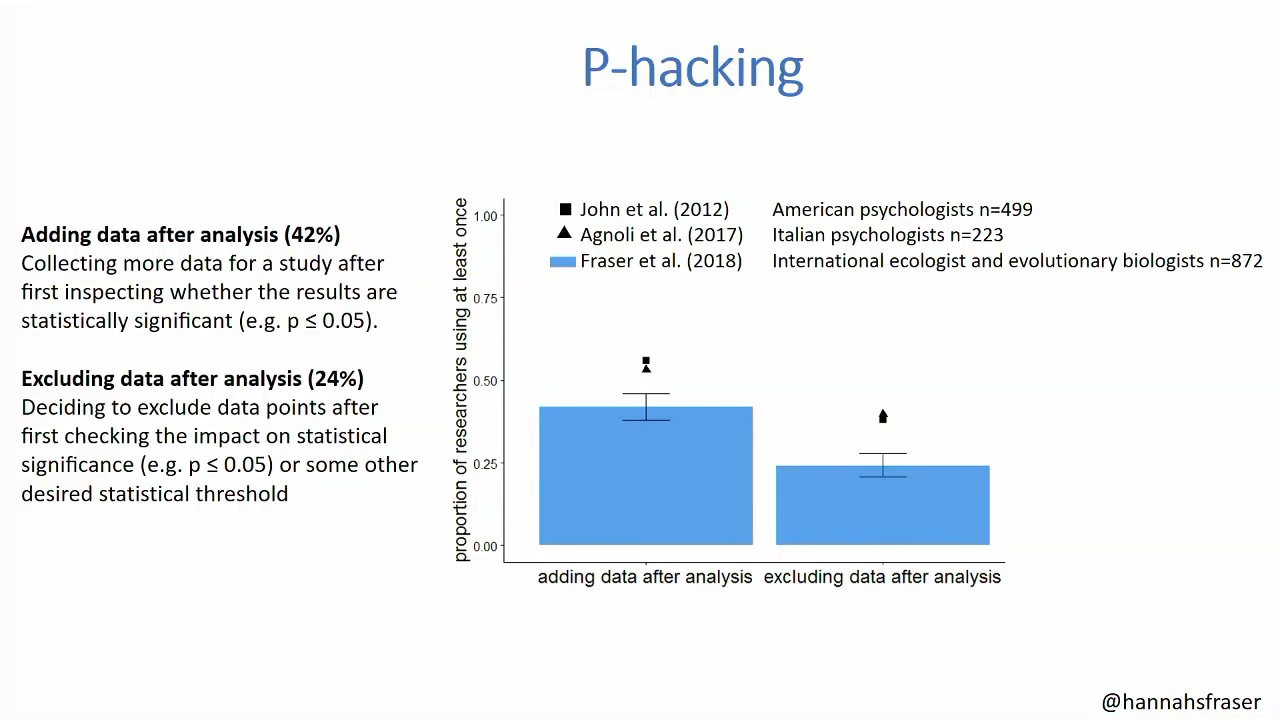 P-hacking
Adding data after analysis (42%)
Collecting more data for a study after
first inspecting whether the results are
statistically significant (e.g. p ≤ 0.05).
Excluding data after analysis (24%)
Deciding to exclude data points after
first checking the impact on statistical
significance (e.g. p ≤ 0.05) or some other
desired statistical threshold
proportion of researchers using at least once
1.00
0.75
0.50
0.25
0.00
John et al. (2012) American psychologists n=499
Agnoli et al. (2017) Italian psychologists n=223
Fraser et al. (2018) International ecologist and evolutionary biologists n=872
adding data after analysis excluding data after analysis
@hannahsfraser